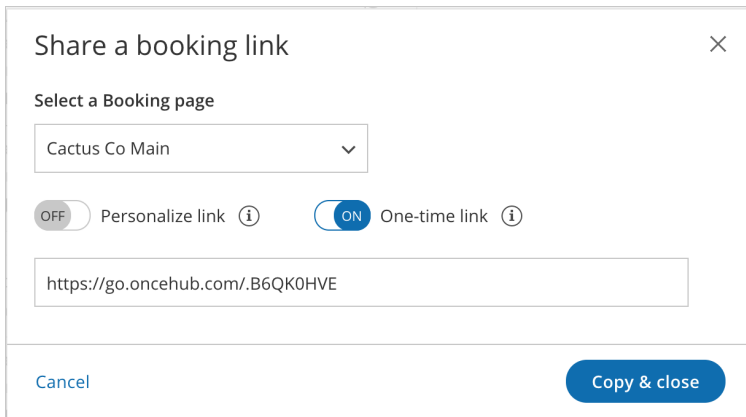 Share a booking link
Select a Booking page
Cactus Co Main
OFF Personalize link i ON One-time link i
https://go.oncehub.com/.B6QK0HVE
Cancel Copy & close